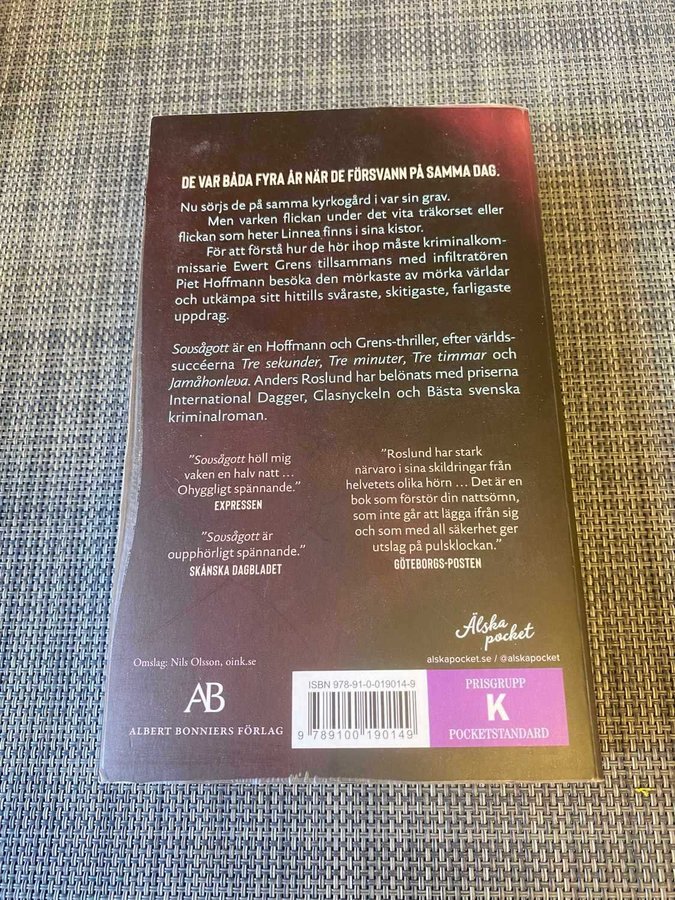 DE VAR BÅDA FYRA ÅR NÄR DE FÖRSVANN PÅ SAMMA DAG.
Nu sörjs de på samma kyrkogård i var sin grav.
Men varken flickan under det vita träkorset eller
flickan som heter Linnea finns i sina kistor.
För att förstå hur de hör ihop måste kriminalkom-
missarie Ewert Grens tillsammans med infiltratören
Piet Hoffmann besöka den mörkaste av mörka världar
och utkämpa sitt hittills svåraste, skitigaste, farligaste
uppdrag.
Sovsågott är en Hoffmann och Grens-thriller, efter världs-
succéerna Tre sekunder, Tre minuter, Tre timmar och
Jamåhonleva. Anders Roslund har belönats med priserna
International Dagger, Glasnyckeln och Bästa svenska
kriminalroman.
"Sovsågott höll mig
vaken en halv natt ...
Ohyggligt spännande."
EXPRESSEN
"Sovsågott är
oupphörligt spännande."
SKÅNSKA DAGBLADET
"Roslund har stark
närvaro i sina skildringar från
helvetets olika hörn ... Det är en
bok som förstör din nattsömn,
som inte går att lägga ifrån sig
och som med all säkerhet ger
utslag på pulsklockan."
GÖTEBORGS-POSTEN
Älska
pocket
alskapocket.se / @alskapocket
Omslag: Nils Olsson, oink.se
AB
ALBERT BONNIERS FÖRLAG
ISBN 978-91-0-019014-9
9 789100 190149
PRISGRUPP
K
POCKETSTANDARD